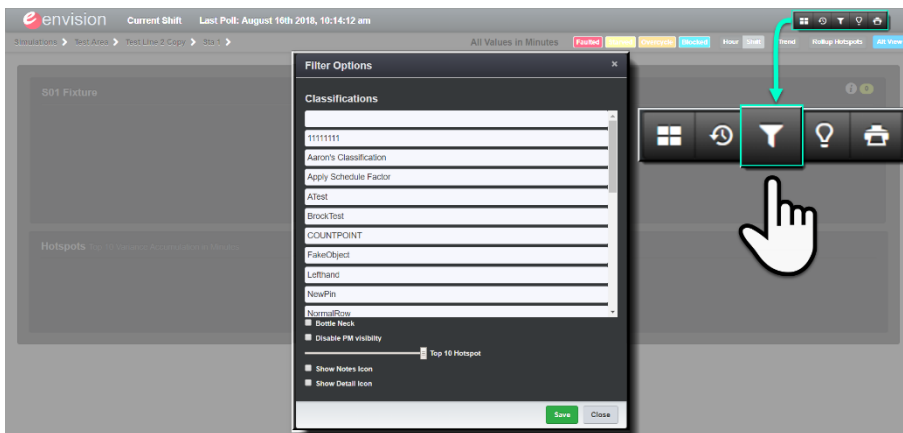 envision Current Shift Last Poll: August 16th 2018, 10:14:12 am
Simulations > Test Area > Test Line 2 Copy > Sta 1 >
All Values in Minutes Faulted Overcycle Blocked Hour Shift Trend Rollup Hotspots Alt View
Filter Options ×
S01 Fixture
Classifications
11111111
Aaron's Classification
Apply Schedule Factor
ATest
BrockTest
COUNTPOINT
FakeObject
Lefthand
NewPin
NormalRow
Hotspots
Bottle Neck
Disable PM visiblity
Top 10 Hotspot
Show Notes Icon
Show Detail Icon
Save Close